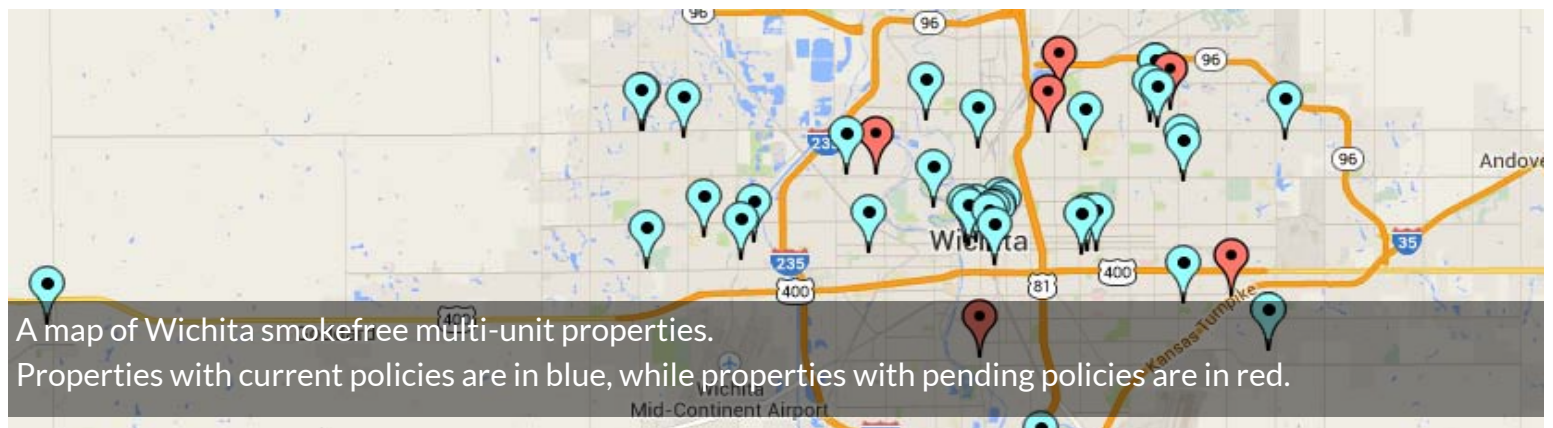 96
96
96
235
96
Andove
Wichita
35
235
400
81
400
400
Kansas Turnpike
A map of Wichita smokefree multi-unit properties.
Properties with current policies are in blue, while properties with pending policies are in red.
Wichita
Mid-Continent Airport